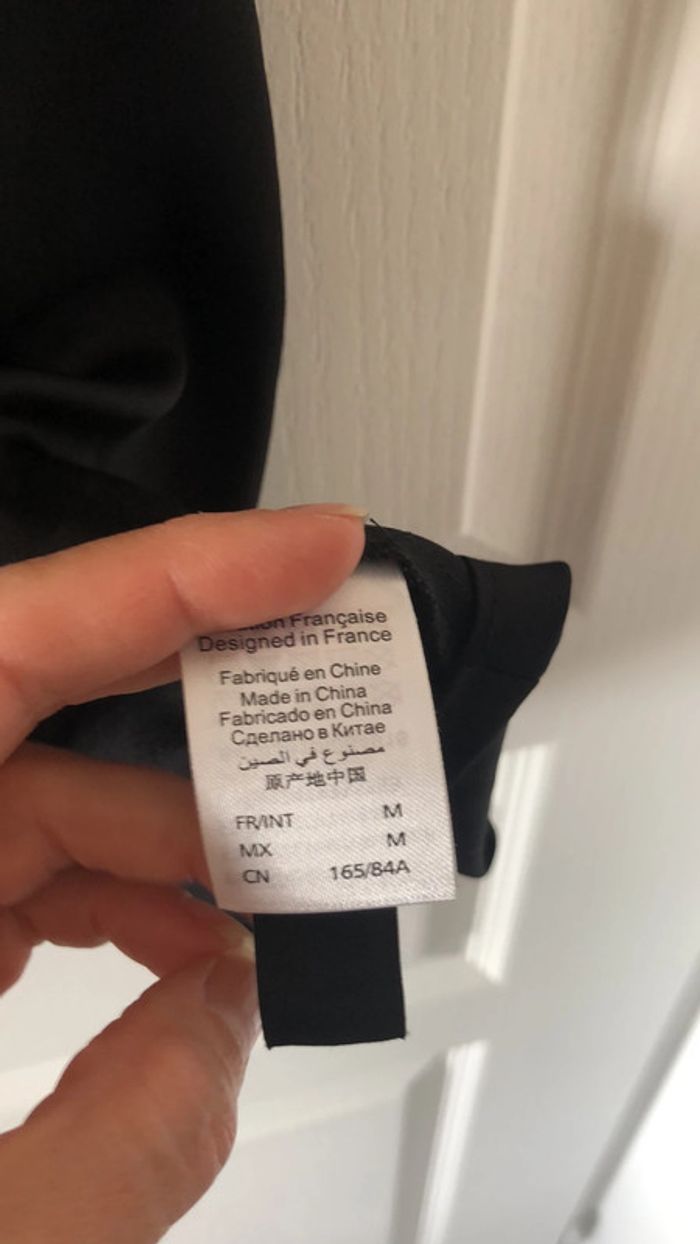 Française
Designed in France
Fabriqué en Chine
Made in China
Fabricado en China
Сделано в Китае
مصنوع في الصين
原产地中国
FR/INT M
MX M
CN 165/84A